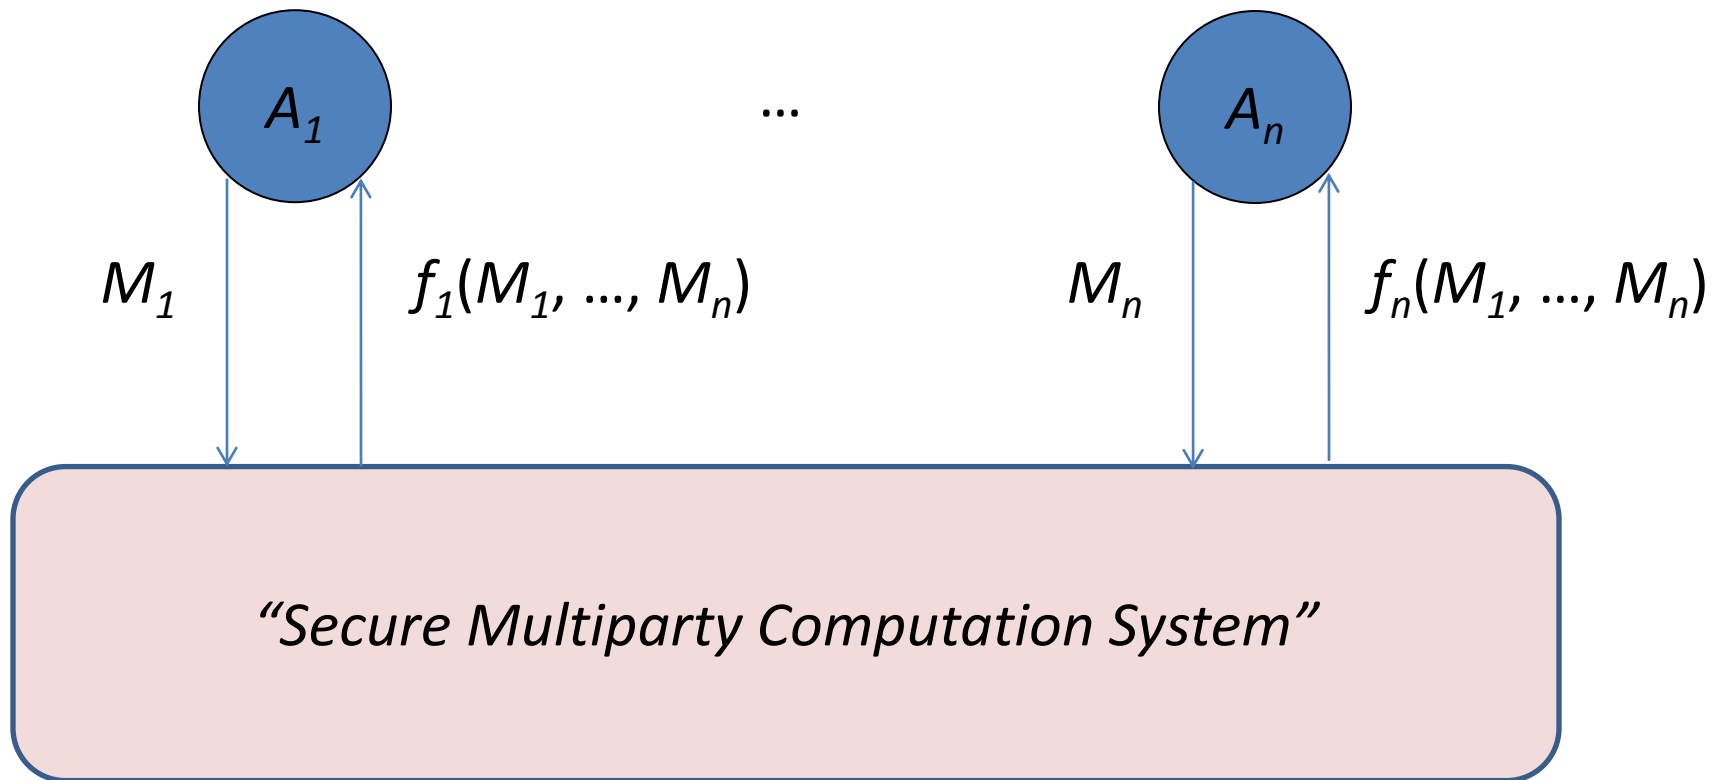 A₁ … Aₙ
M₁ f₁(M₁, …, Mₙ) Mₙ fₙ(M₁, …, Mₙ)
“Secure Multiparty Computation System”